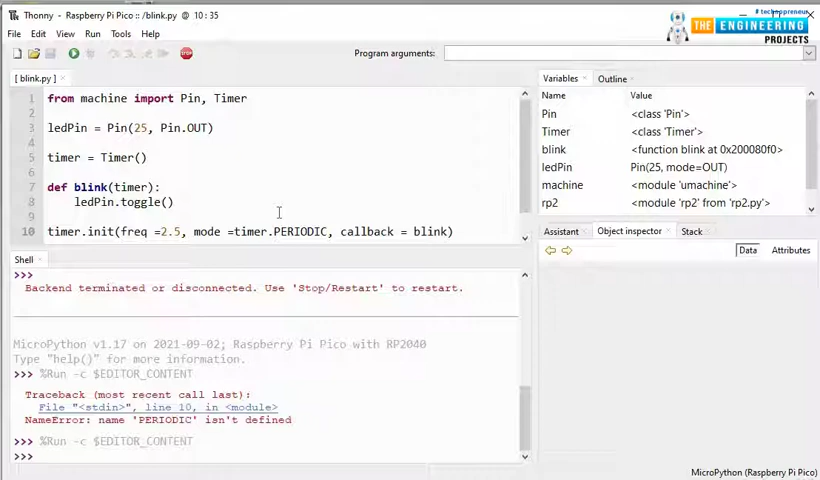 # technopreneur
Thonny - Raspberry Pi Pico :: /blink.py @ 10 : 35
THE ENGINEERING
PROJECTS
File Edit View Run Tools Help
STOP
Program arguments:
[ blink.py ] ×
Variables × Outline ×
1 from machine import Pin, Timer
Name Value
2
Pin <class 'Pin'>
3 ledPin = Pin(25, Pin.OUT)
Timer <class 'Timer'>
4
blink <function blink at 0x200080f0>
5 timer = Timer()
ledPin Pin(25, mode=OUT)
6
machine <module 'umachine'>
7 def blink(timer):
rp2 <module 'rp2' from 'rp2.py'>
8 ledPin.toggle()
9
10 timer.init(freq =2.5, mode =timer.PERIODIC, callback = blink)
Assistant Object inspector × Stack ×
Data Attributes
Shell ×
>>>
Backend terminated or disconnected. Use 'Stop/Restart' to restart.
MicroPython v1.17 on 2021-09-02; Raspberry Pi Pico with RP2040
Type "help()" for more information.
>>> %Run -c $EDITOR_CONTENT
Traceback (most recent call last):
File "<stdin>", line 10, in <module>
NameError: name 'PERIODIC' isn't defined
>>> %Run -c $EDITOR_CONTENT
>>>
MicroPython (Raspberry Pi Pico)